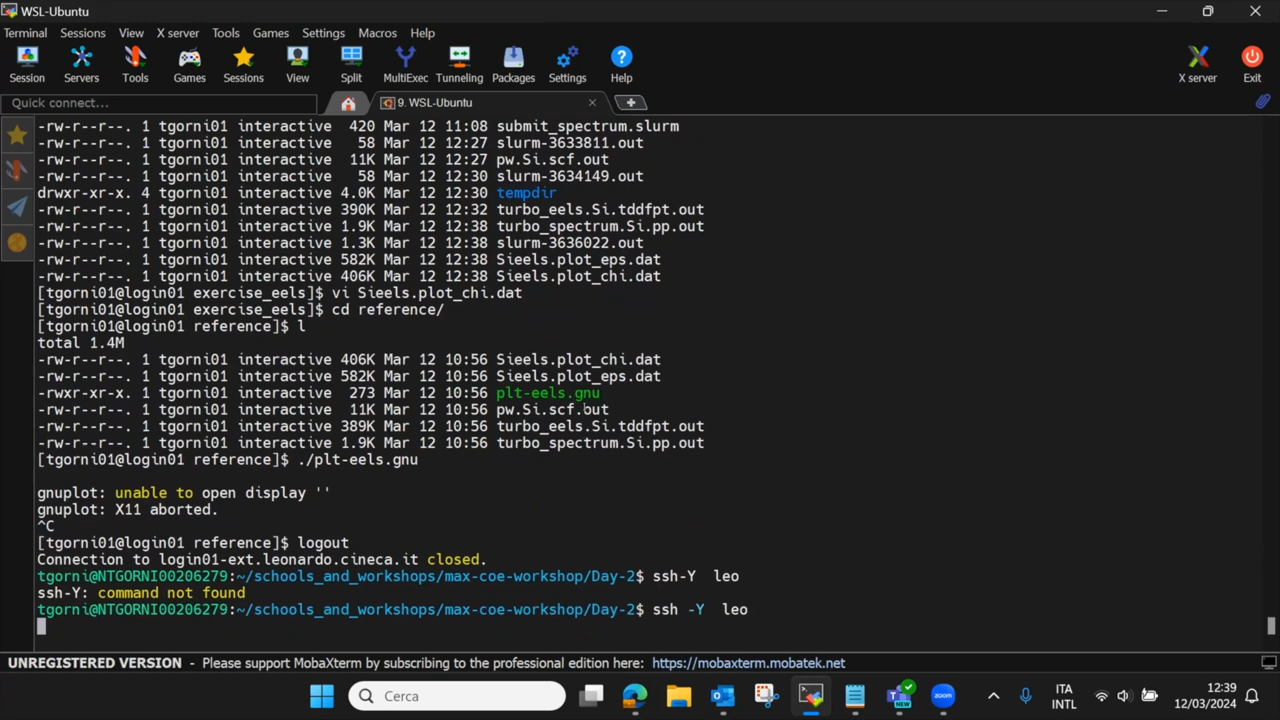 WSL-Ubuntu
Terminal Sessions View X server Tools Games Settings Macros Help
Session Servers Tools Games Sessions View Split MultiExec Tunneling Packages Settings Help X server Exit
Quick connect...
9. WSL-Ubuntu
-rw-r--r--. 1 tgorni01 interactive 420 Mar 12 11:08 submit_spectrum.slurm
-rw-r--r--. 1 tgorni01 interactive 58 Mar 12 12:27 slurm-3633811.out
-rw-r--r--. 1 tgorni01 interactive 11K Mar 12 12:27 pw.Si.scf.out
-rw-r--r--. 1 tgorni01 interactive 58 Mar 12 12:30 slurm-3634149.out
drwxr-xr-x. 4 tgorni01 interactive 4.0K Mar 12 12:30 tempdir
-rw-r--r--. 1 tgorni01 interactive 390K Mar 12 12:32 turbo_eels.Si.tddfpt.out
-rw-r--r--. 1 tgorni01 interactive 1.9K Mar 12 12:38 turbo_spectrum.Si.pp.out
-rw-r--r--. 1 tgorni01 interactive 1.3K Mar 12 12:38 slurm-3636022.out
-rw-r--r--. 1 tgorni01 interactive 582K Mar 12 12:38 Sieels.plot_eps.dat
-rw-r--r--. 1 tgorni01 interactive 406K Mar 12 12:38 Sieels.plot_chi.dat
[tgorni01@login01 exercise_eels]$ vi Sieels.plot_chi.dat
[tgorni01@login01 exercise_eels]$ cd reference/
[tgorni01@login01 reference]$ l
total 1.4M
-rw-r--r--. 1 tgorni01 interactive 406K Mar 12 10:56 Sieels.plot_chi.dat
-rw-r--r--. 1 tgorni01 interactive 582K Mar 12 10:56 Sieels.plot_eps.dat
-rwxr-xr-x. 1 tgorni01 interactive 273 Mar 12 10:56 plt-eels.gnu
-rw-r--r--. 1 tgorni01 interactive 11K Mar 12 10:56 pw.Si.scf.out
-rw-r--r--. 1 tgorni01 interactive 389K Mar 12 10:56 turbo_eels.Si.tddfpt.out
-rw-r--r--. 1 tgorni01 interactive 1.9K Mar 12 10:56 turbo_spectrum.Si.pp.out
[tgorni01@login01 reference]$ ./plt-eels.gnu
gnuplot: unable to open display ''
gnuplot: X11 aborted.
^C
[tgorni01@login01 reference]$ logout
Connection to login01-ext.leonardo.cineca.it closed.
tgorni@NTGORNI00206279:~/schools_and_workshops/max-coe-workshop/Day-2$ ssh-Y leo
ssh-Y: command not found
tgorni@NTGORNI00206279:~/schools_and_workshops/max-coe-workshop/Day-2$ ssh -Y leo
UNREGISTERED VERSION - Please support MobaXterm by subscribing to the professional edition here: https://mobaxterm.mobatek.net
Cerca
NEW
zoom
ITA
INTL
12:39
12/03/2024